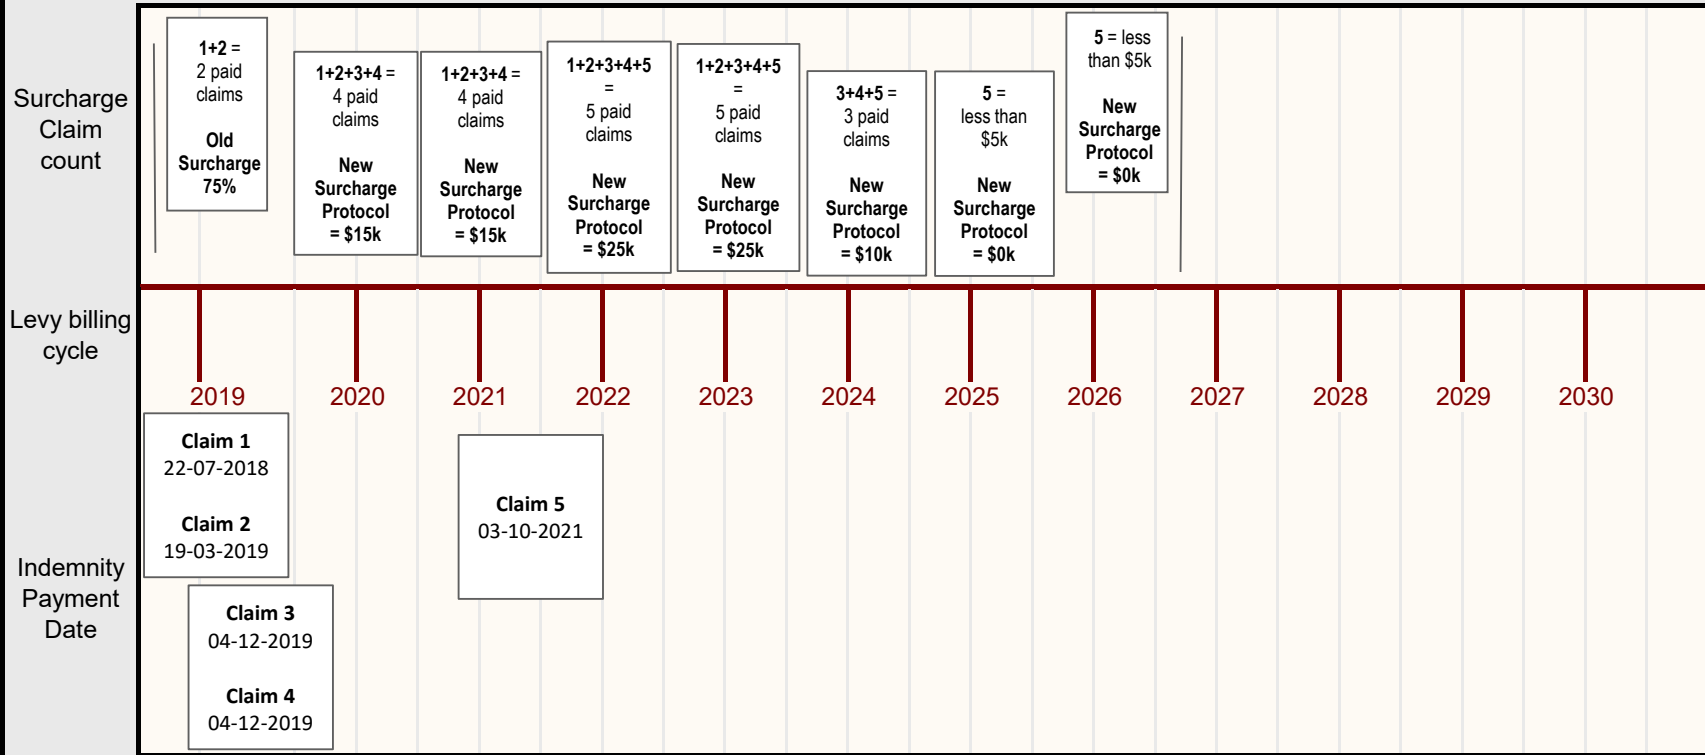 Surcharge
Claim
count
1+2 =
2 paid
claims
Old
Surcharge
75%
1+2+3+4 =
4 paid
claims
New
Surcharge
Protocol
= $15k
1+2+3+4 =
4 paid
claims
New
Surcharge
Protocol
= $15k
1+2+3+4+5
=
5 paid
claims
New
Surcharge
Protocol
= $25k
1+2+3+4+5
=
5 paid
claims
New
Surcharge
Protocol
= $25k
3+4+5 =
3 paid
claims
New
Surcharge
Protocol
= $10k
5 =
less than
$5k
New
Surcharge
Protocol
= $0k
5 = less
than $5k
New
Surcharge
Protocol
= $0k
Levy billing
cycle
2019
2020
2021
2022
2023
2024
2025
2026
2027
2028
2029
2030
Indemnity
Payment
Date
Claim 1
22-07-2018
Claim 2
19-03-2019
Claim 3
04-12-2019
Claim 4
04-12-2019
Claim 5
03-10-2021